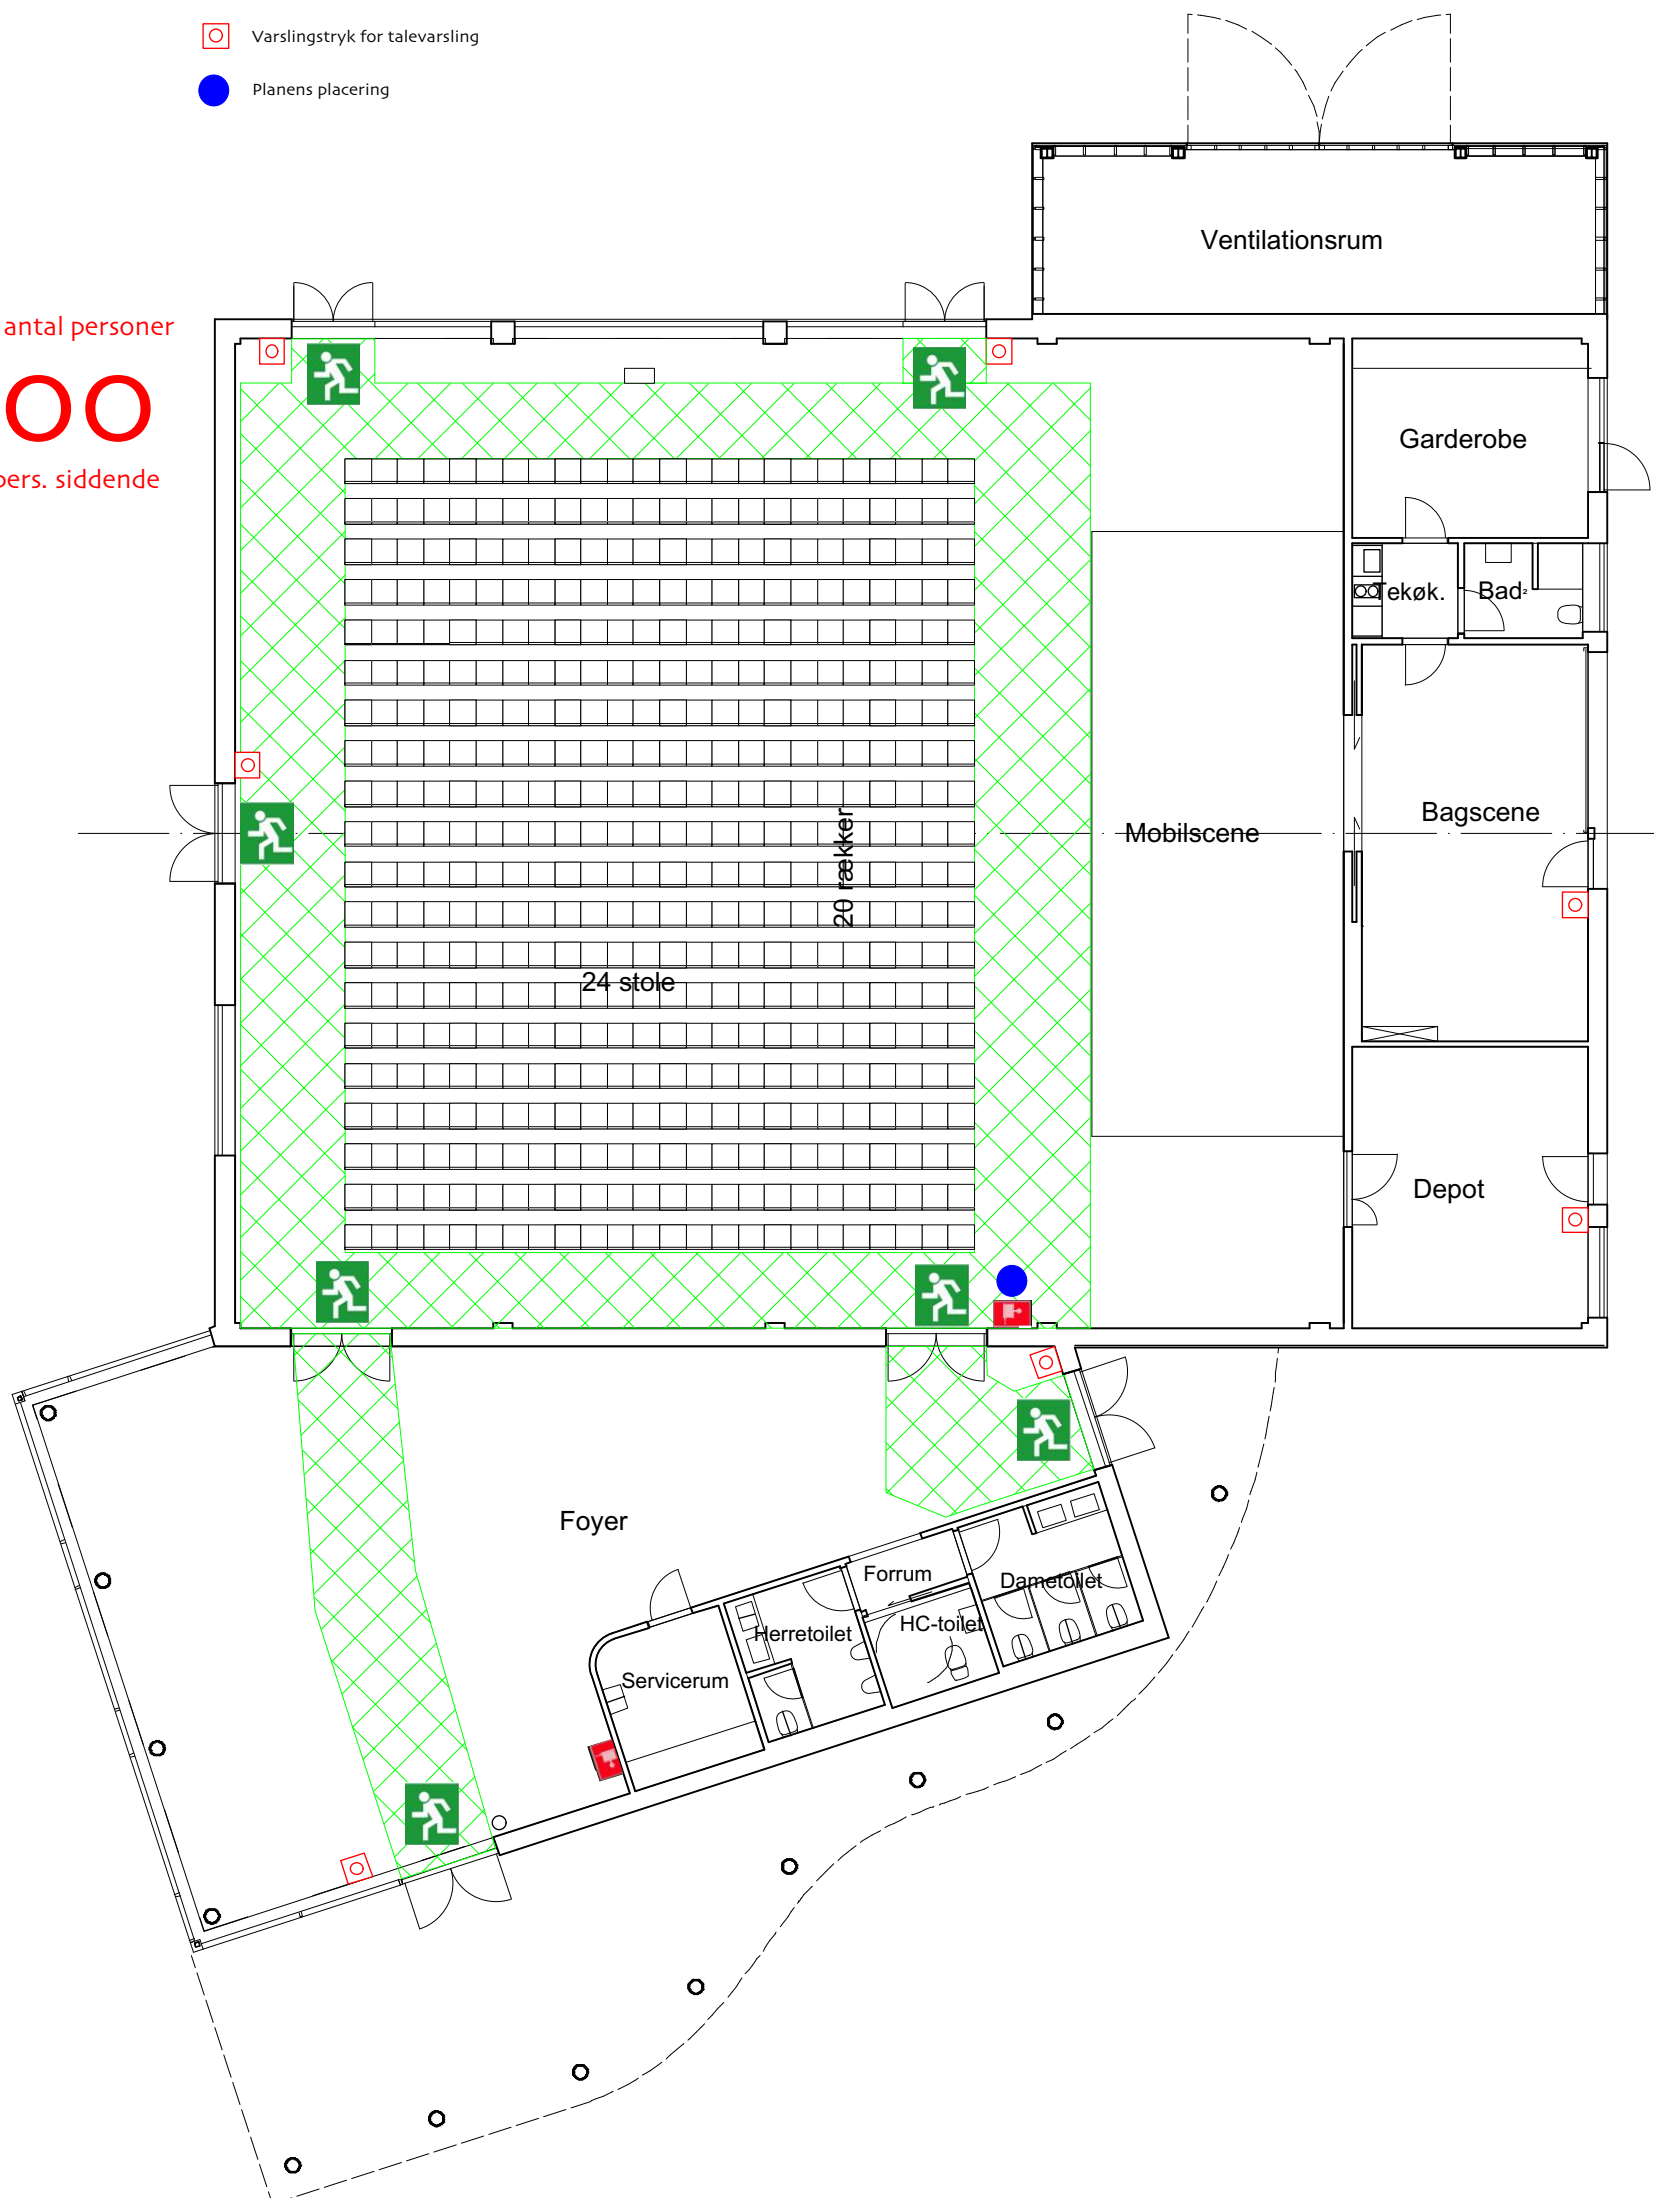 Varslingstryk for talevarsling
Planens placering
Ventilationsrum
antal personer
00
pers. siddende
Garderobe
Tekøk.
Bad
Mobilscene
Bagscene
20 rækker
24 stole
Depot
Foyer
Forrum
Dametoilet
HC-toilet
Herretoilet
Servicerum